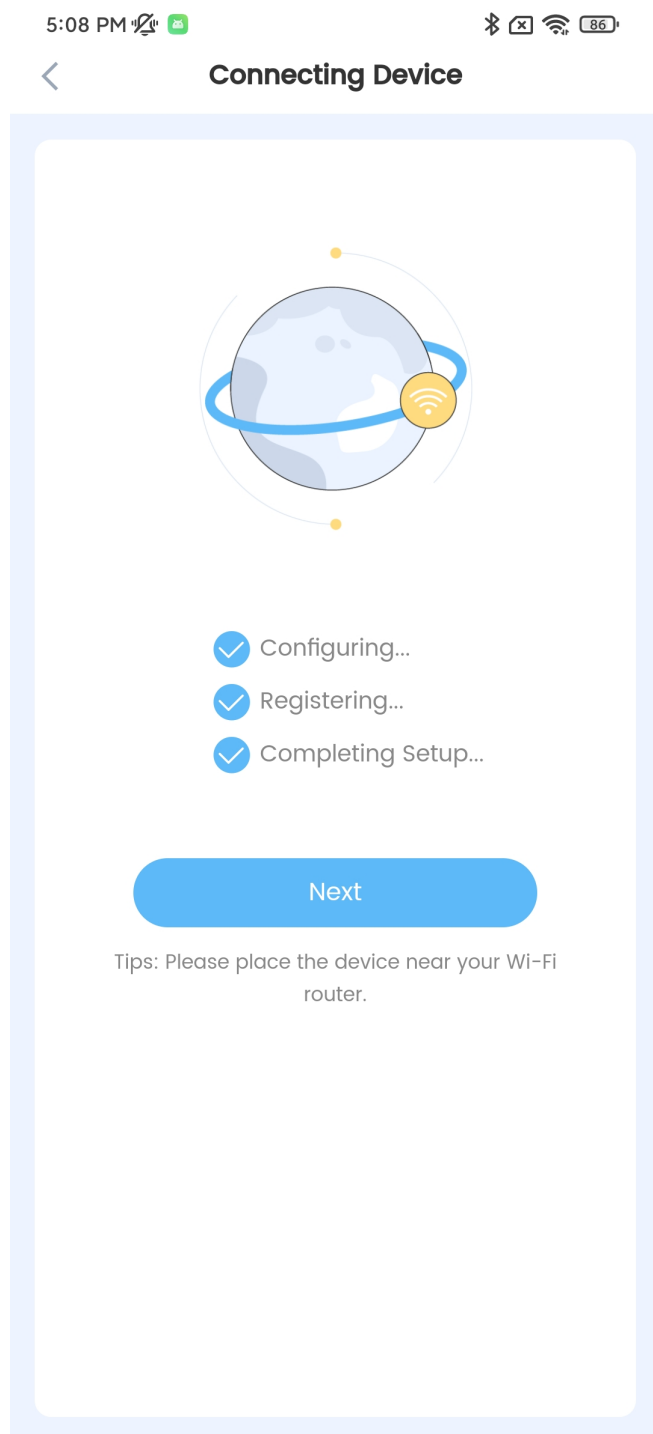 5:08 PM
86
Connecting Device
Configuring...
Registering...
Completing Setup...
Next
Tips: Please place the device near your Wi-Fi
router.